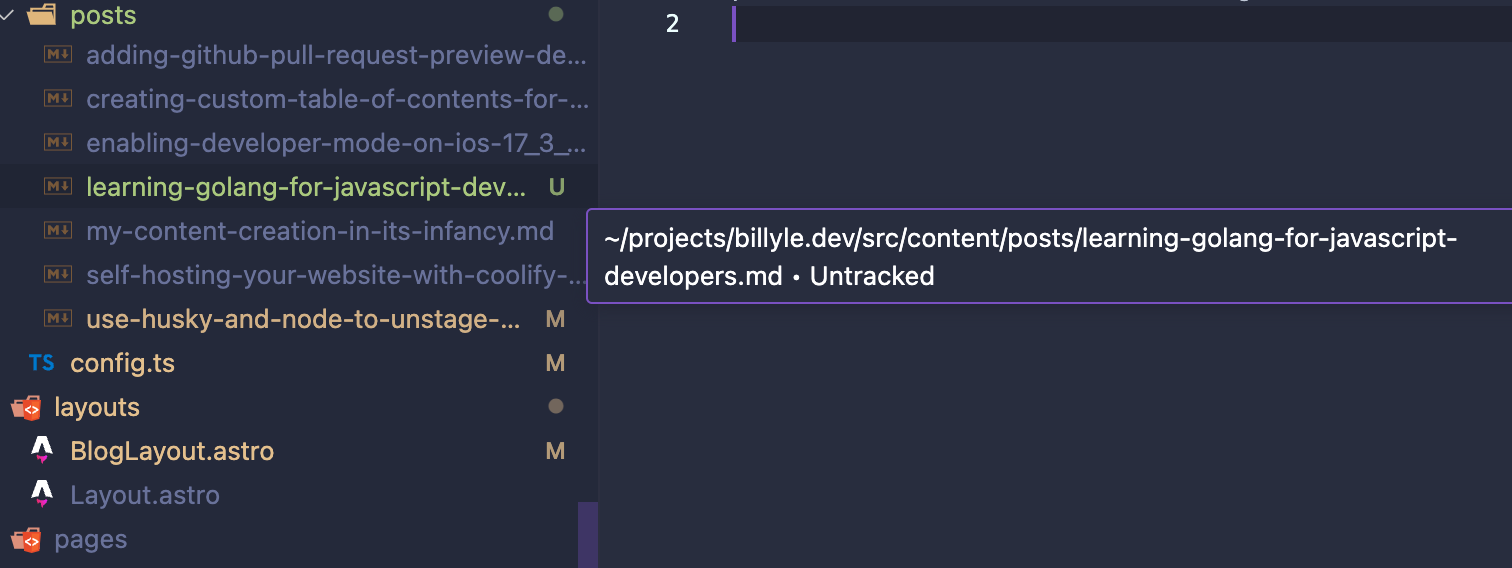 posts
adding-github-pull-request-preview-de...
creating-custom-table-of-contents-for-...
enabling-developer-mode-on-ios-17_3_...
learning-golang-for-javascript-dev... U
my-content-creation-in-its-infancy.md
self-hosting-your-website-with-coolify-...
use-husky-and-node-to-unstage-... M
TS config.ts M
layouts
BlogLayout.astro M
Layout.astro
pages
2
~/projects/billyle.dev/src/content/posts/learning-golang-for-javascript-
developers.md • Untracked